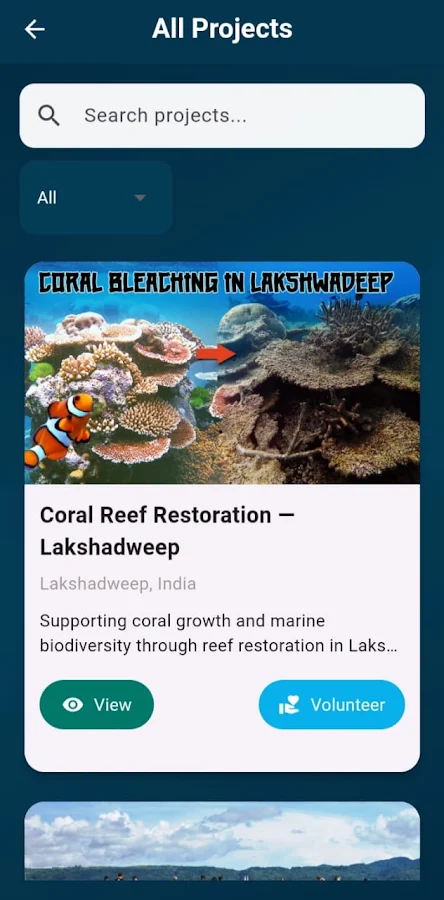 All Projects
Search projects...
All
CORAL BLEACHING IN LAKSHWADEEP
Coral Reef Restoration —
Lakshadweep
Lakshadweep, India
Supporting coral growth and marine
biodiversity through reef restoration in Laks...
View
Volunteer